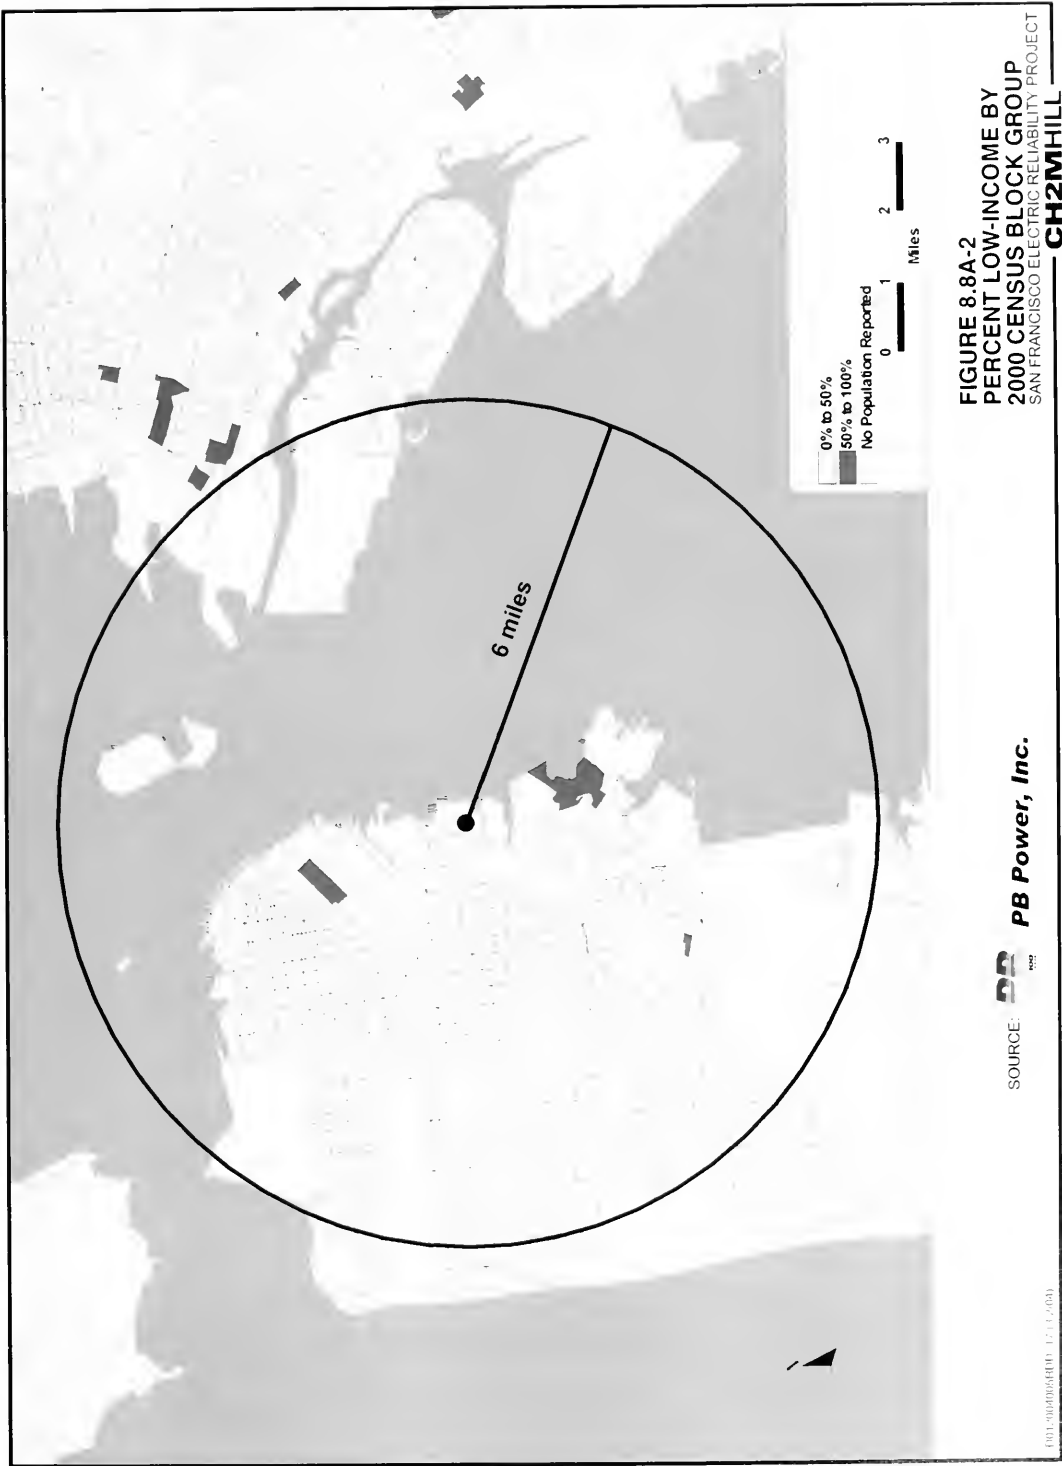 6 miles
0% to 50%
50% to 100%
No Population Reported
0 1 2 3
Miles
FIGURE 8.8A-2
PERCENT LOW-INCOME BY
2000 CENSUS BLOCK GROUP
SAN FRANCISCO ELECTRIC RELIABILITY PROJECT
CH2MHILL
SOURCE:
PB Power, Inc.